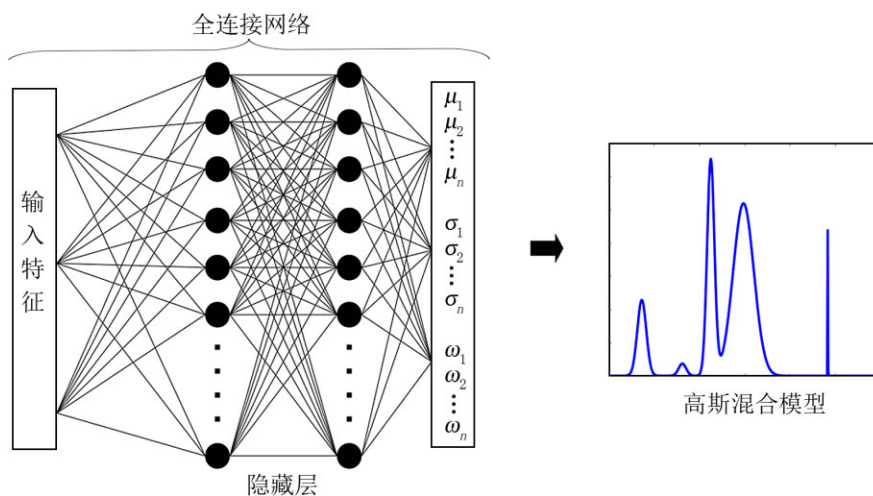 全连接网络
输入特征
μ₁
μ₂
⋮
μₙ
σ₁
σ₂
⋮
σₙ
ω₁
ω₂
⋮
ωₙ
隐藏层
高斯混合模型